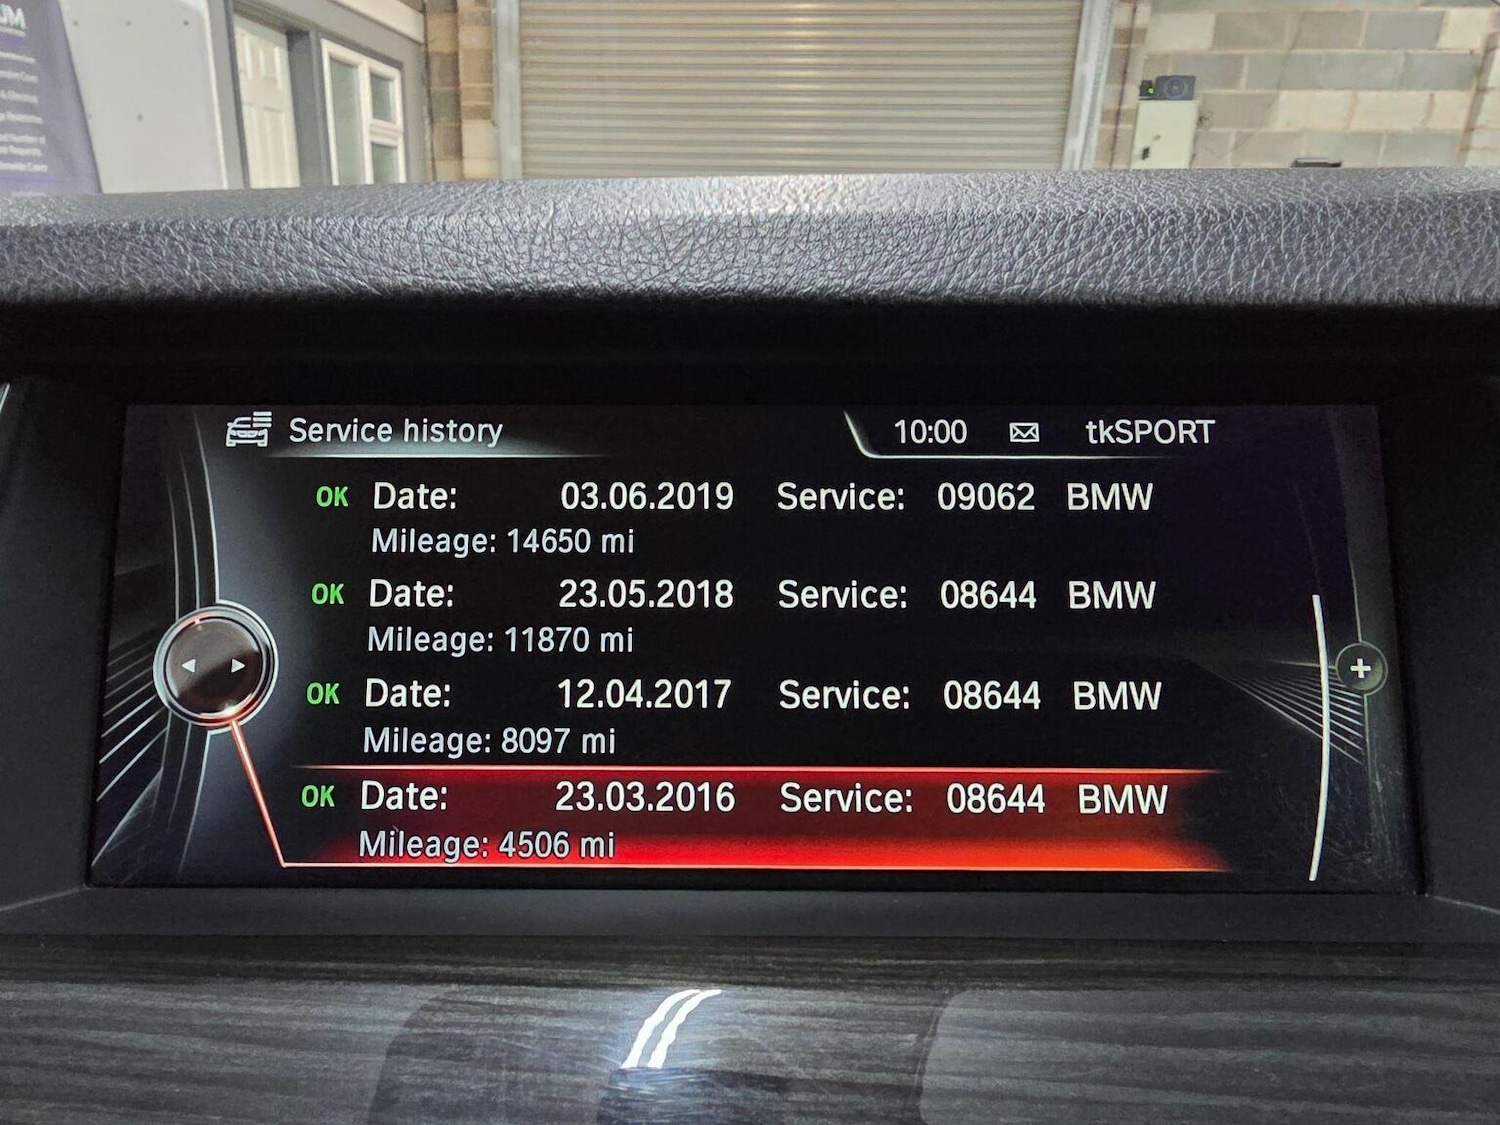 Service history
10:00 tkSPORT
OK Date: 03.06.2019 Service: 09062 BMW
Mileage: 14650 mi
OK Date: 23.05.2018 Service: 08644 BMW
Mileage: 11870 mi
OK Date: 12.04.2017 Service: 08644 BMW
Mileage: 8097 mi
OK Date: 23.03.2016 Service: 08644 BMW
Mileage: 4506 mi